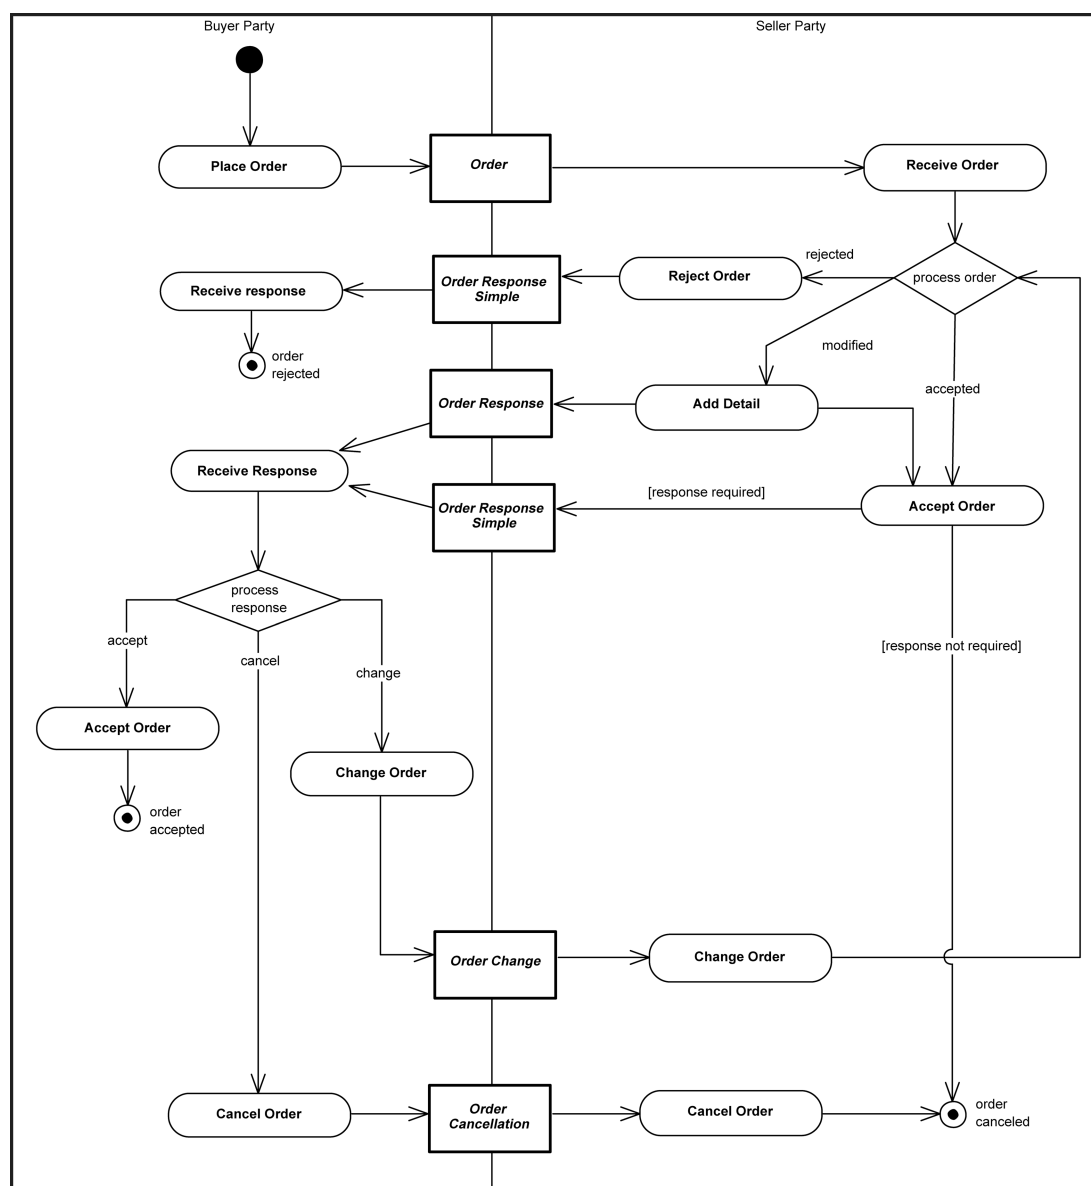 Buyer Party
Seller Party
Place Order
Order
Receive Order
rejected
Receive response
Order Response
Simple
Reject Order
process order
order
rejected
modified
accepted
Order Response
Add Detail
Receive Response
[response required]
Order Response
Simple
Accept Order
process
response
accept
cancel
change
[response not required]
Accept Order
Change Order
order
accepted
Order Change
Change Order
Cancel Order
Order
Cancellation
Cancel Order
order
canceled